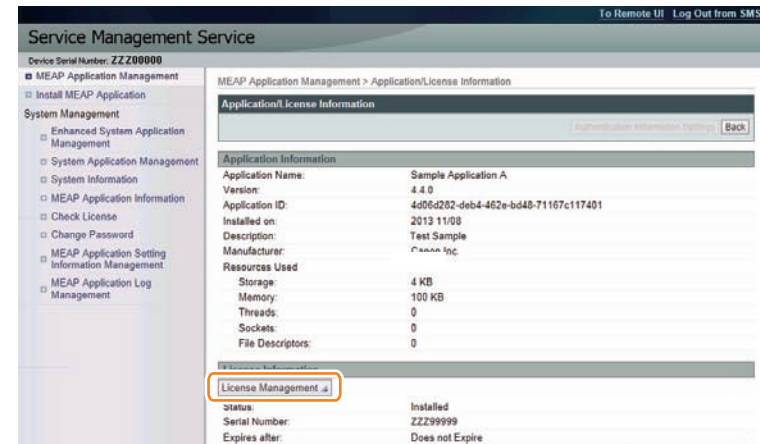 To Remote UI Log Out from SMS
Service Management Service
Device Serial Number: ZZZ00000
MEAP Application Management
Install MEAP Application
System Management
Enhanced System Application
Management
System Application Management
System Information
MEAP Application Information
Check License
Change Password
MEAP Application Setting
Information Management
MEAP Application Log
Management
MEAP Application Management > Application/License Information
Application/License Information
Authentication Information Settings Back
Application Information
Application Name: Sample Application A
Version: 4.4.0
Application ID: 4d06d282-deb4-462e-bd48-71167c117401
Installed on: 2013 11/08
Description: Test Sample
Manufacturer: Canon Inc.
Resources Used
Storage: 4 KB
Memory: 100 KB
Threads: 0
Sockets: 0
File Descriptors: 0
License Information
License Management
Status: Installed
Serial Number: ZZZ99999
Expires after: Does not Expire